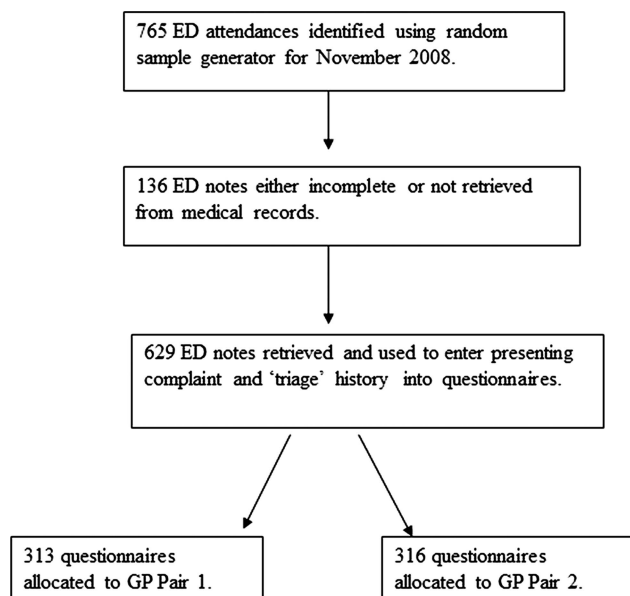 765 ED attendances identified using random
sample generator for November 2008.
136 ED notes either incomplete or not retrieved
from medical records.
629 ED notes retrieved and used to enter presenting
complaint and ‘triage’ history into questionnaires.
313 questionnaires
allocated to GP Pair 1.
316 questionnaires
allocated to GP Pair 2.